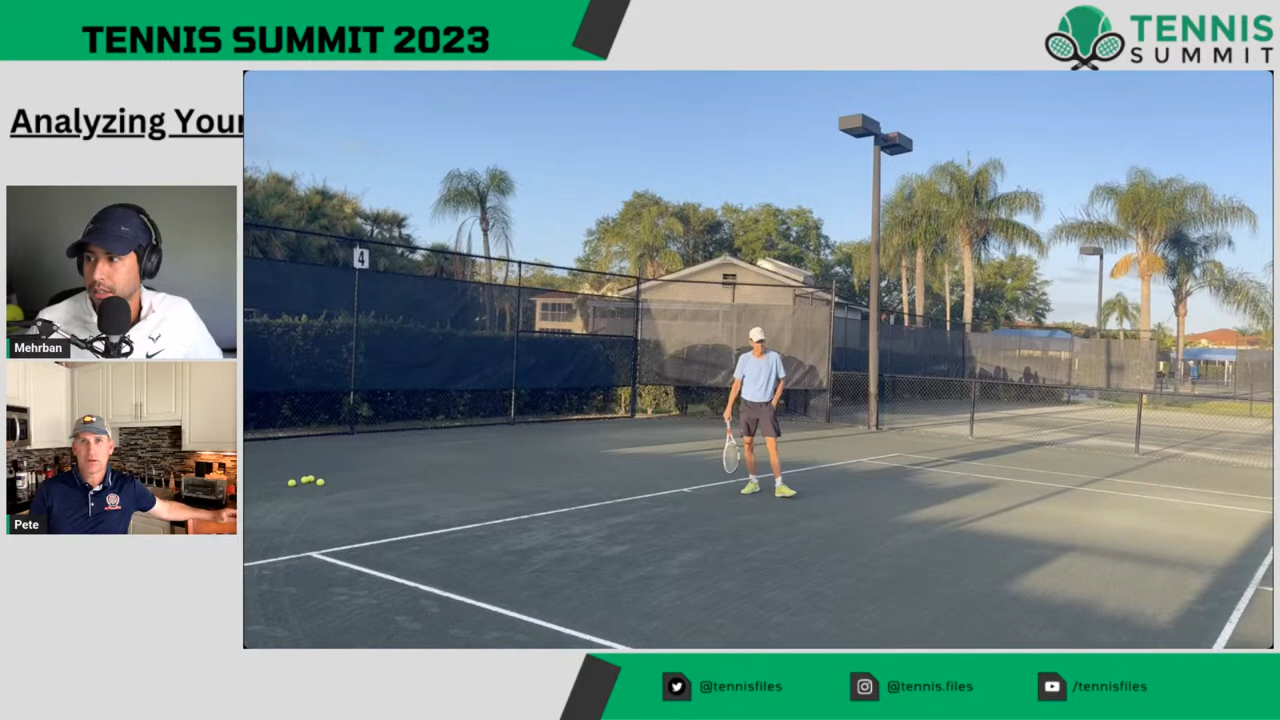 TENNIS SUMMIT 2023
TENNIS
SUMMIT
Analyzing Your
4
Mehrban
Pete
@tennisfiles
@tennis.files
/tennisfiles